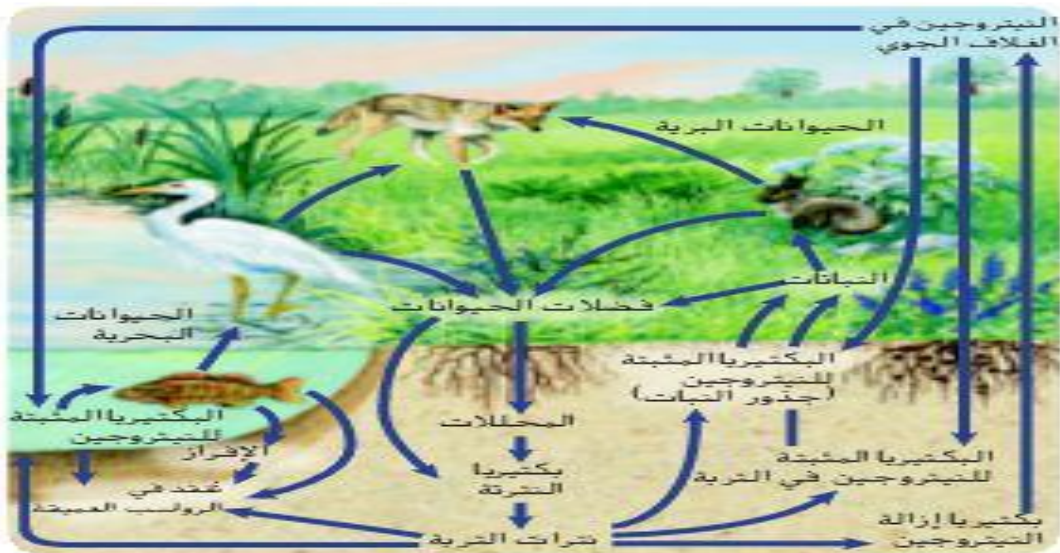 النيتروجين في
الغلاف الجوي
الحيوانات البرية
النباتات
فضلات الحيوانات
الحيوانات
البحرية
البكتيريا المثبتة
للنيتروجين
(جذور النبات)
البكتيريا المثبتة
للنيتروجين
الإفراز
المحللات
البكتيريا المثبتة
للنيتروجين في التربة
بكتيريا
النترتة
عُقد في
الرواسب العميقة
نترات التربة
بكتيريا إزالة
النيتروجين